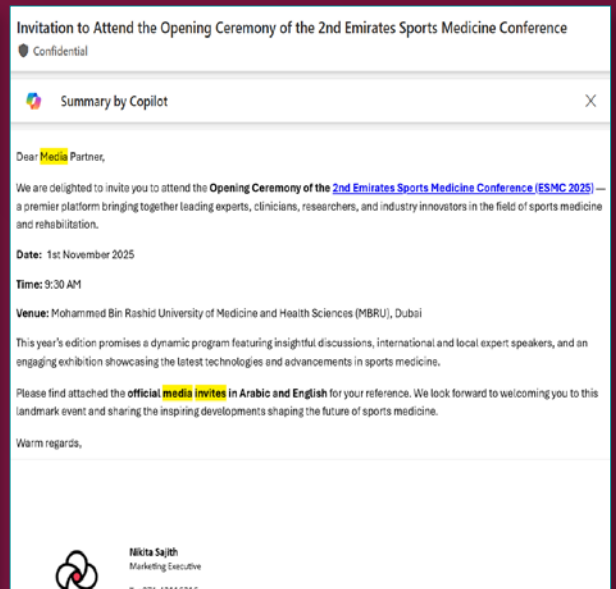 Invitation to Attend the Opening Ceremony of the 2nd Emirates Sports Medicine Conference
Confidential
Summary by Copilot
Dear Media Partner,
We are delighted to invite you to attend the Opening Ceremony of the 2nd Emirates Sports Medicine Conference (ESMC 2025) —
a premier platform bringing together leading experts, clinicians, researchers, and industry innovators in the field of sports medicine
and rehabilitation.
Date: 1st November 2025
Time: 9:30 AM
Venue: Mohammed Bin Rashid University of Medicine and Health Sciences (MBRU), Dubai
This year's edition promises a dynamic program featuring insightful discussions, international and local expert speakers, and an
engaging exhibition showcasing the latest technologies and advancements in sports medicine.
Please find attached the official media invites in Arabic and English for your reference. We look forward to welcoming you to this
landmark event and sharing the inspiring developments shaping the future of sports medicine.
Warm regards,
Nikita Sajith
Marketing Executive